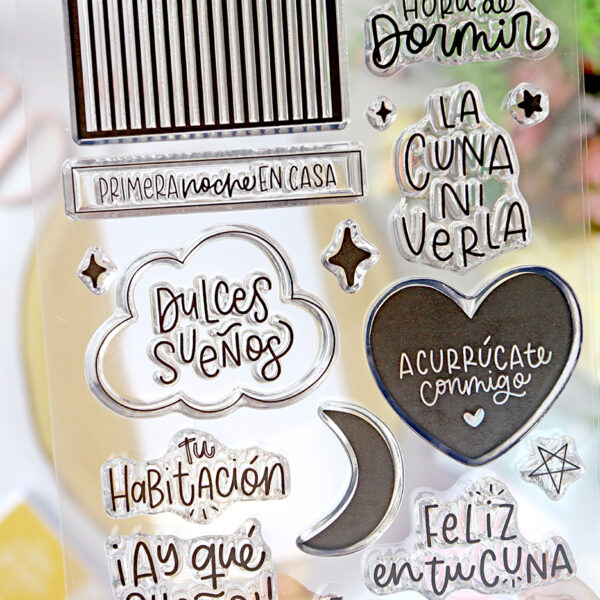 HORA de
Dormir
LA
CUNA
NI
VERLA
PRIMERA noche EN CASA
DULCES
SUEÑOS
ACURRÚCATE
conmigo
TU
HABITACIÓN
FELIZ
en tu CUNA
¡AY QUÉ
SUEÑO!!